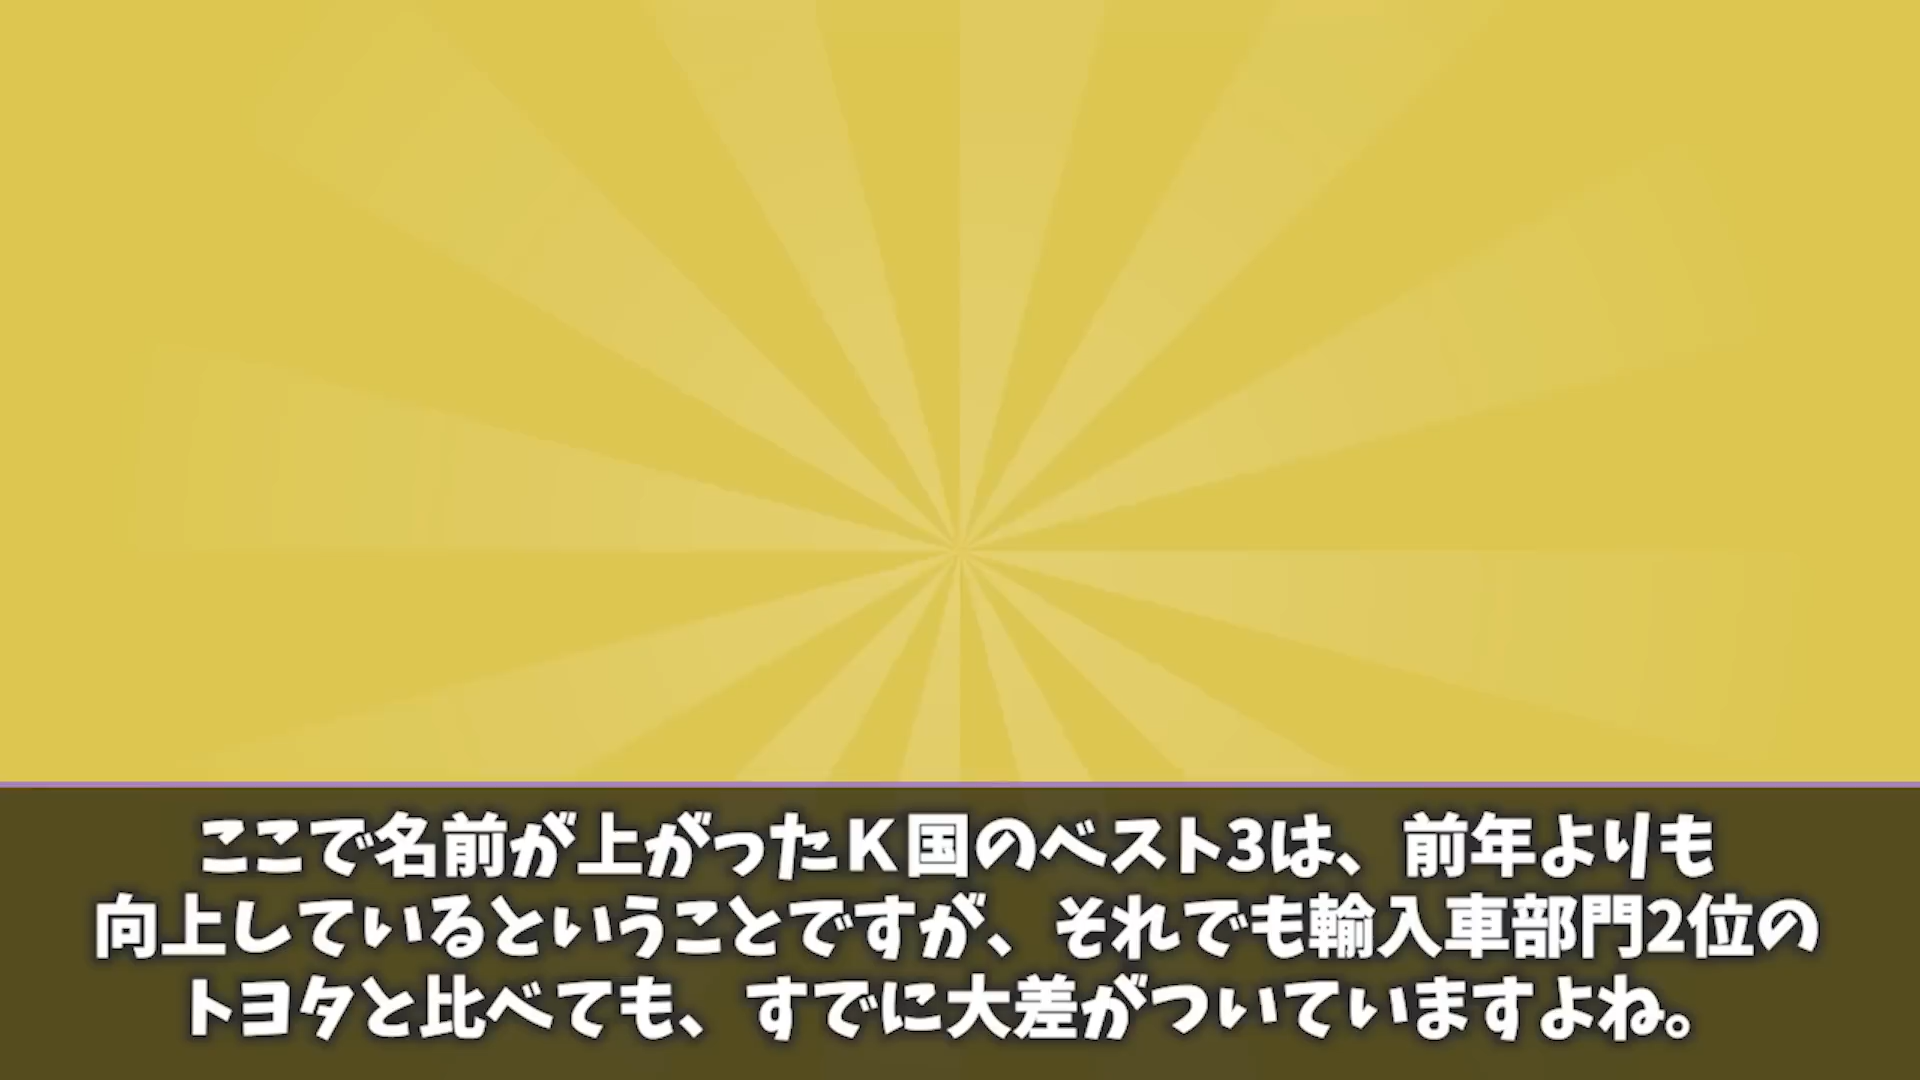 ここで名前が上がったK国のベスト3は、前年よりも
向上しているということですが、それでも輸入車部門2位の
トヨタと比べても、すでに大差がついていますよね。